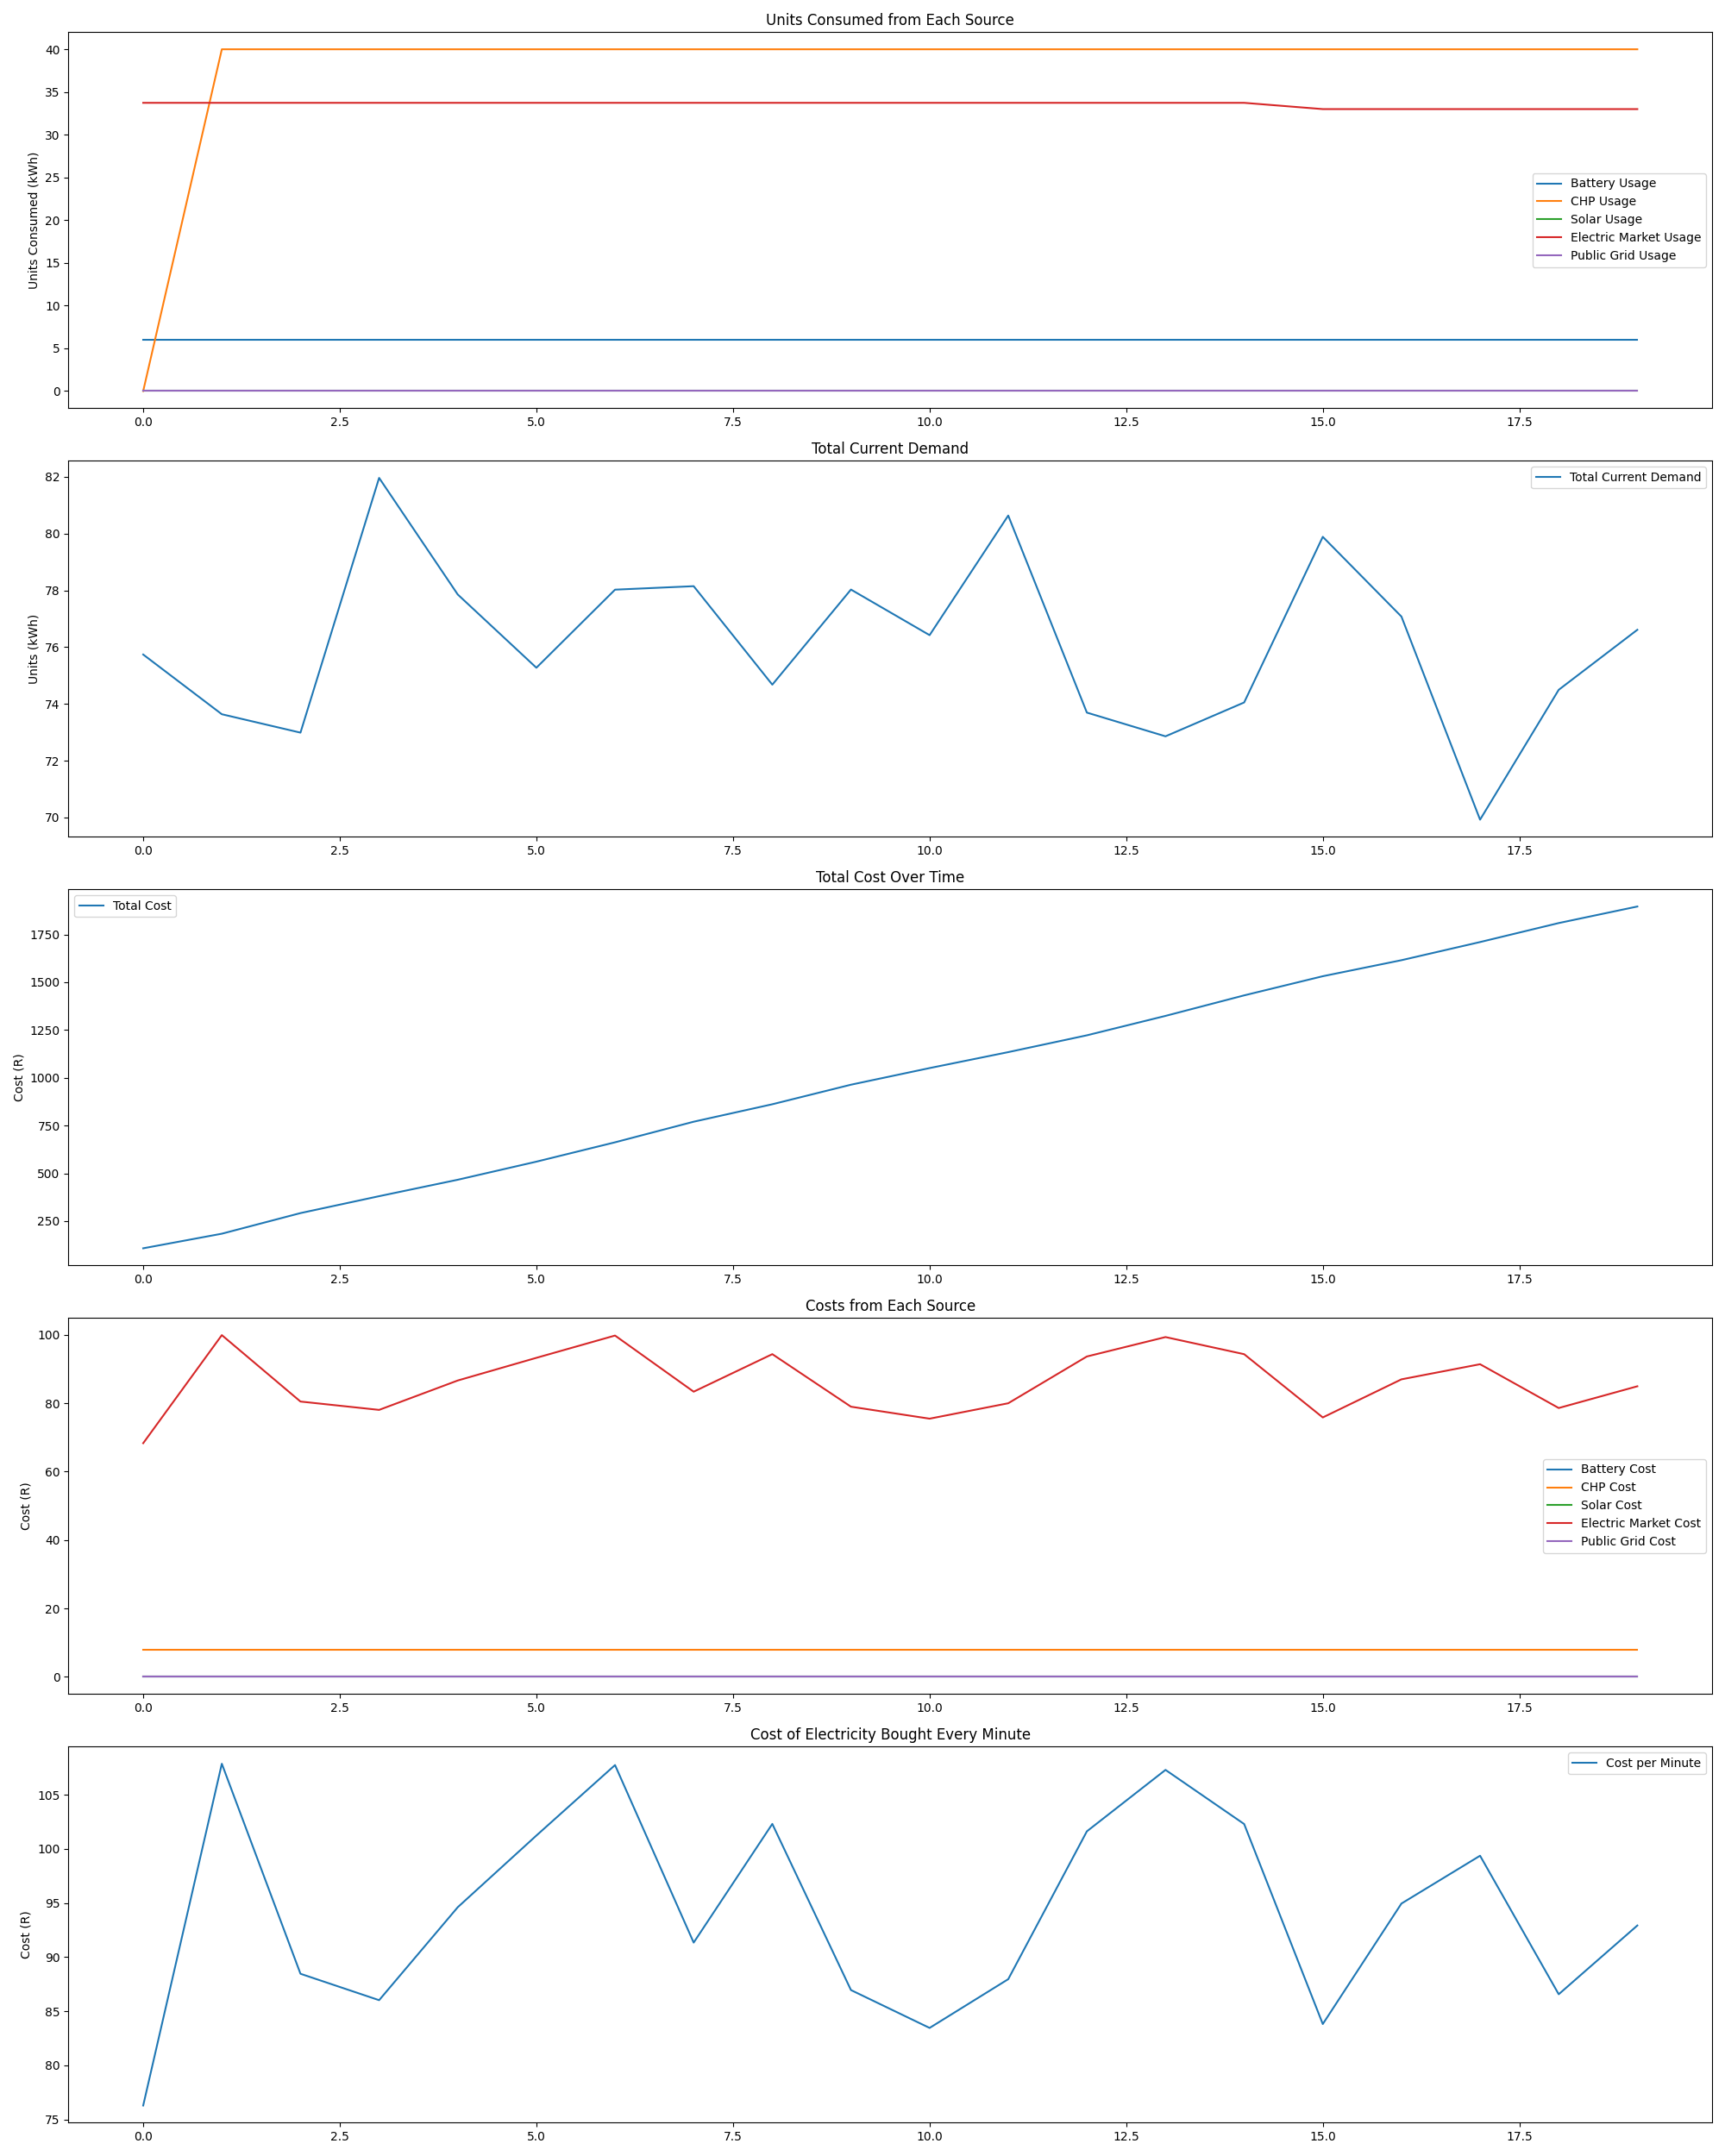 Units Consumed from Each Source
Units Consumed (kWh)
40
35
30
25
20
15
10
5
0
Battery Usage
CHP Usage
Solar Usage
Electric Market Usage
Public Grid Usage
0.0 2.5 5.0 7.5 10.0 12.5 15.0 17.5
Total Current Demand
Units (kWh)
82
80
78
76
74
72
70
Total Current Demand
0.0 2.5 5.0 7.5 10.0 12.5 15.0 17.5
Total Cost Over Time
Cost (R)
1750
1500
1250
1000
750
500
250
Total Cost
0.0 2.5 5.0 7.5 10.0 12.5 15.0 17.5
Costs from Each Source
Cost (R)
100
80
60
40
20
0
Battery Cost
CHP Cost
Solar Cost
Electric Market Cost
Public Grid Cost
0.0 2.5 5.0 7.5 10.0 12.5 15.0 17.5
Cost of Electricity Bought Every Minute
Cost (R)
105
100
95
90
85
80
75
Cost per Minute
0.0 2.5 5.0 7.5 10.0 12.5 15.0 17.5